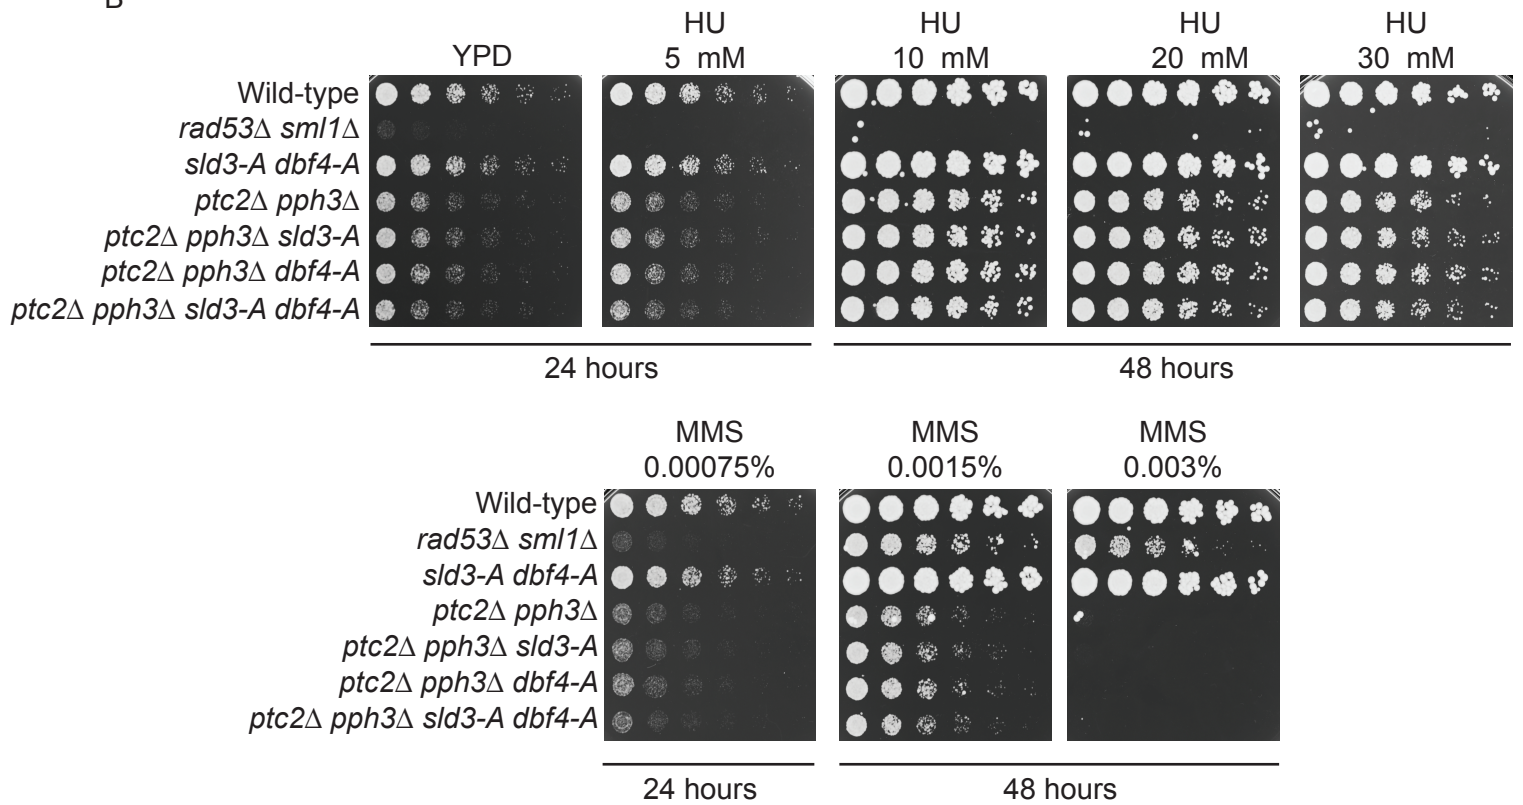 B
YPD
HU
5 mM
HU
10 mM
HU
20 mM
HU
30 mM
Wild-type
rad53Δ sml1Δ
sld3-A dbf4-A
ptc2Δ pph3Δ
ptc2Δ pph3Δ sld3-A
ptc2Δ pph3Δ dbf4-A
ptc2Δ pph3Δ sld3-A dbf4-A
24 hours
48 hours
MMS
0.00075%
MMS
0.0015%
MMS
0.003%
Wild-type
rad53Δ sml1Δ
sld3-A dbf4-A
ptc2Δ pph3Δ
ptc2Δ pph3Δ sld3-A
ptc2Δ pph3Δ dbf4-A
ptc2Δ pph3Δ sld3-A dbf4-A
24 hours
48 hours